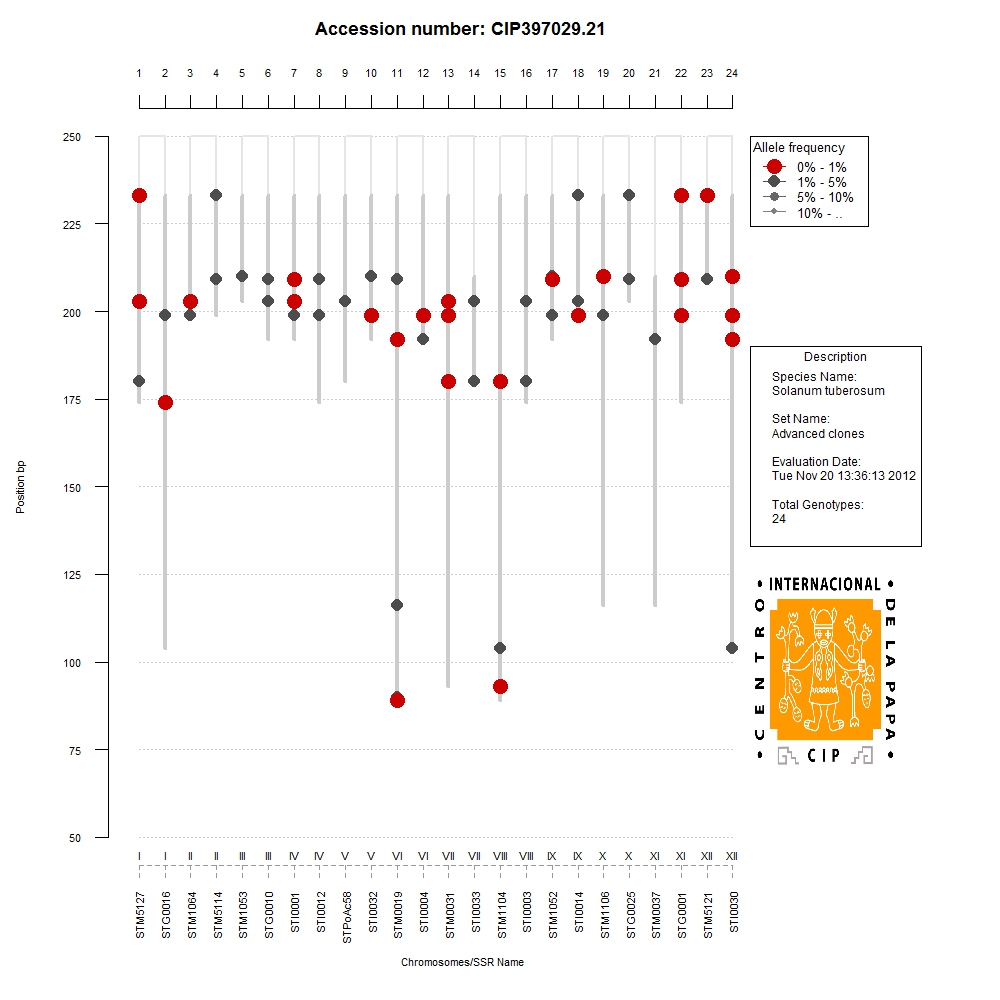 Accession number: CIP397029.21
1 2 3 4 5 6 7 8 9 10 11 12 13 14 15 16 17 18 19 20 21 22 23 24
250
225
200
175
150
125
100
75
50
Position bp
I I II II III III IV IV V V VI VI VII VII VIII VIII IX IX X X XI XI XII XII
STM5127
STG0016
STM1064
STM5114
STM1053
STG0010
STI0001
STI0012
STPoAc58
STI0032
STM0019
STI0004
STM0031
STI0033
STM1104
STI0003
STM1052
STI0014
STM1106
STG0025
STM0037
STG0001
STM5121
STI0030
Chromosomes/SSR Name
Allele frequency
0% - 1%
1% - 5%
5% - 10%
10% - ..
Description
Species Name:
Solanum tuberosum
Set Name:
Advanced clones
Evaluation Date:
Tue Nov 20 13:36:13 2012
Total Genotypes:
24
• INTERNACIONAL •
CENTRO
DE LA PAPA
• CIP •